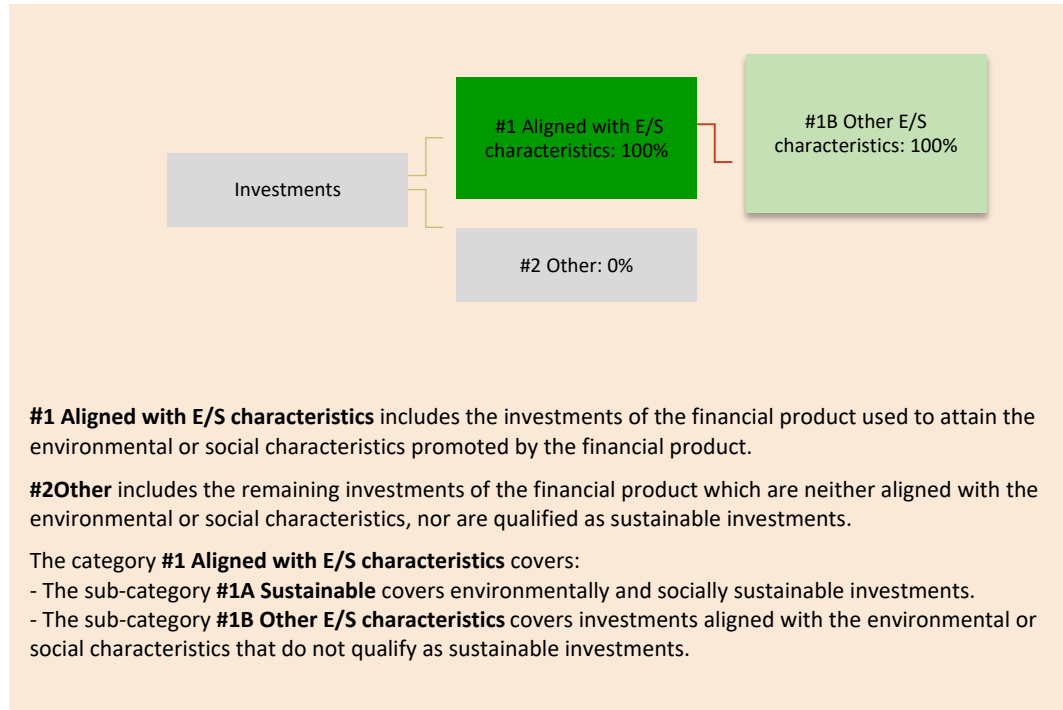 #1 Aligned with E/S
characteristics: 100%
#1B Other E/S
characteristics: 100%
Investments
#2 Other: 0%
#1 Aligned with E/S characteristics includes the investments of the financial product used to attain the
environmental or social characteristics promoted by the financial product.
#2Other includes the remaining investments of the financial product which are neither aligned with the
environmental or social characteristics, nor are qualified as sustainable investments.
The category #1 Aligned with E/S characteristics covers:
- The sub-category #1A Sustainable covers environmentally and socially sustainable investments.
- The sub-category #1B Other E/S characteristics covers investments aligned with the environmental or
social characteristics that do not qualify as sustainable investments.